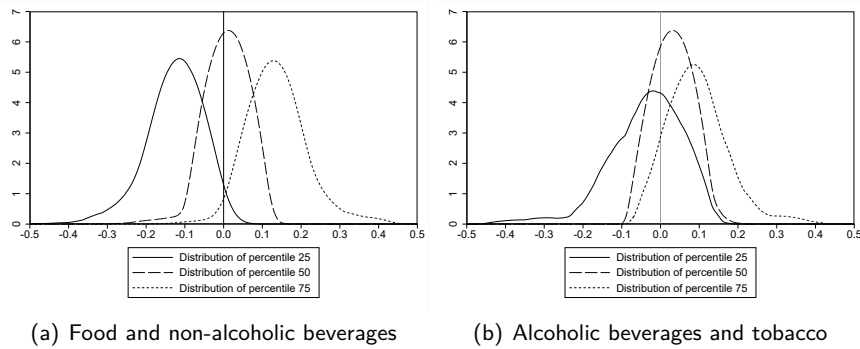 7
6
5
4
3
2
1
0
-0.5 -0.4 -0.3 -0.2 -0.1 0.0 0.1 0.2 0.3 0.4 0.5
Distribution of percentile 25
Distribution of percentile 50
Distribution of percentile 75
(a) Food and non-alcoholic beverages
7
6
5
4
3
2
1
0
-0.5 -0.4 -0.3 -0.2 -0.1 0.0 0.1 0.2 0.3 0.4 0.5
Distribution of percentile 25
Distribution of percentile 50
Distribution of percentile 75
(b) Alcoholic beverages and tobacco